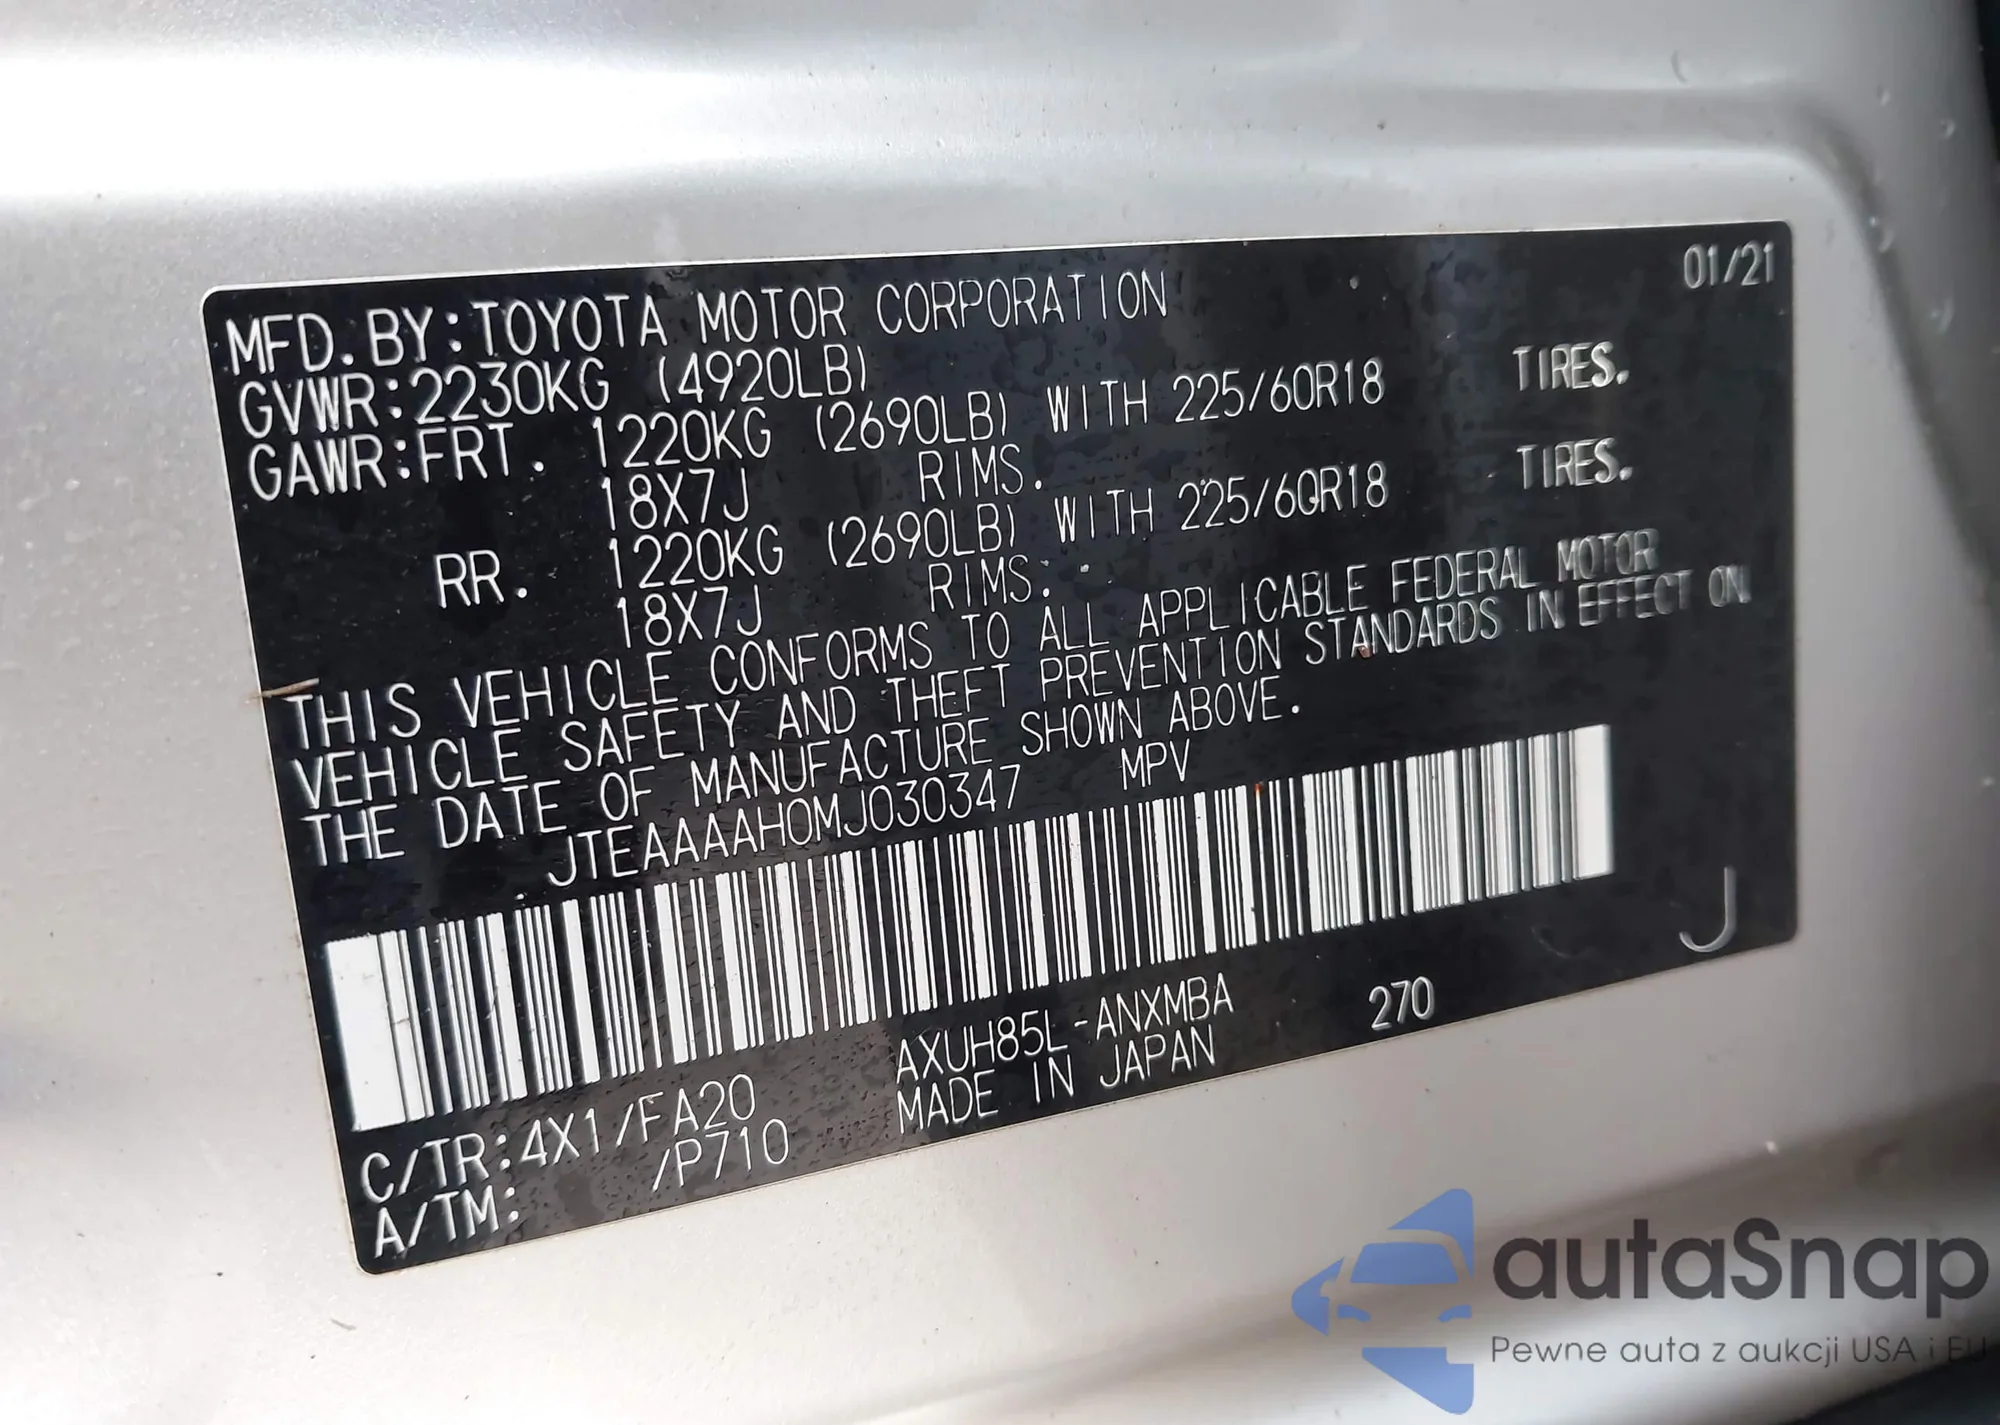 01/21
MFD.BY:TOYOTA MOTOR CORPORATION
GVWR:2230KG (4920LB)
GAWR:FRT. 1220KG (2690LB) WITH 225/60R18 TIRES.
18X7J RIMS.
RR. 1220KG (2690LB) WITH 225/60R18 TIRES.
18X7J RIMS.
THIS VEHICLE CONFORMS TO ALL APPLICABLE FEDERAL MOTOR
VEHICLE SAFETY AND THEFT PREVENTION STANDARDS IN EFFECT ON
THE DATE OF MANUFACTURE SHOWN ABOVE.
JTEAAAAH0MJ030347 MPV
J
C/TR:4X1/FA20 AXUH85L-ANXMBA 270
A/TM: /P710 MADE IN JAPAN
autaSnap
Pewne auta z aukcji USA i EU